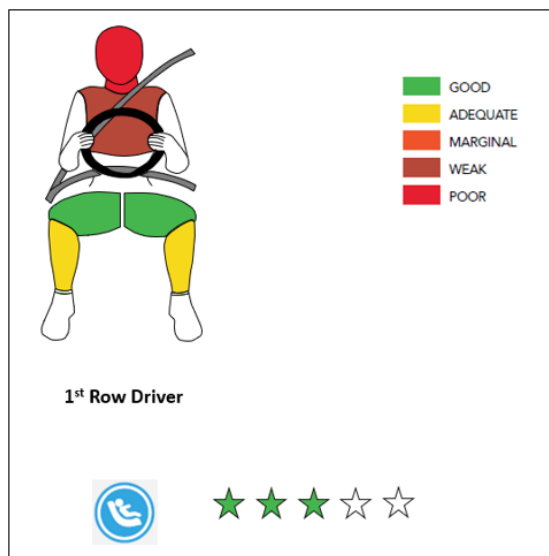 GOOD
ADEQUATE
MARGINAL
WEAK
POOR
1st Row Driver